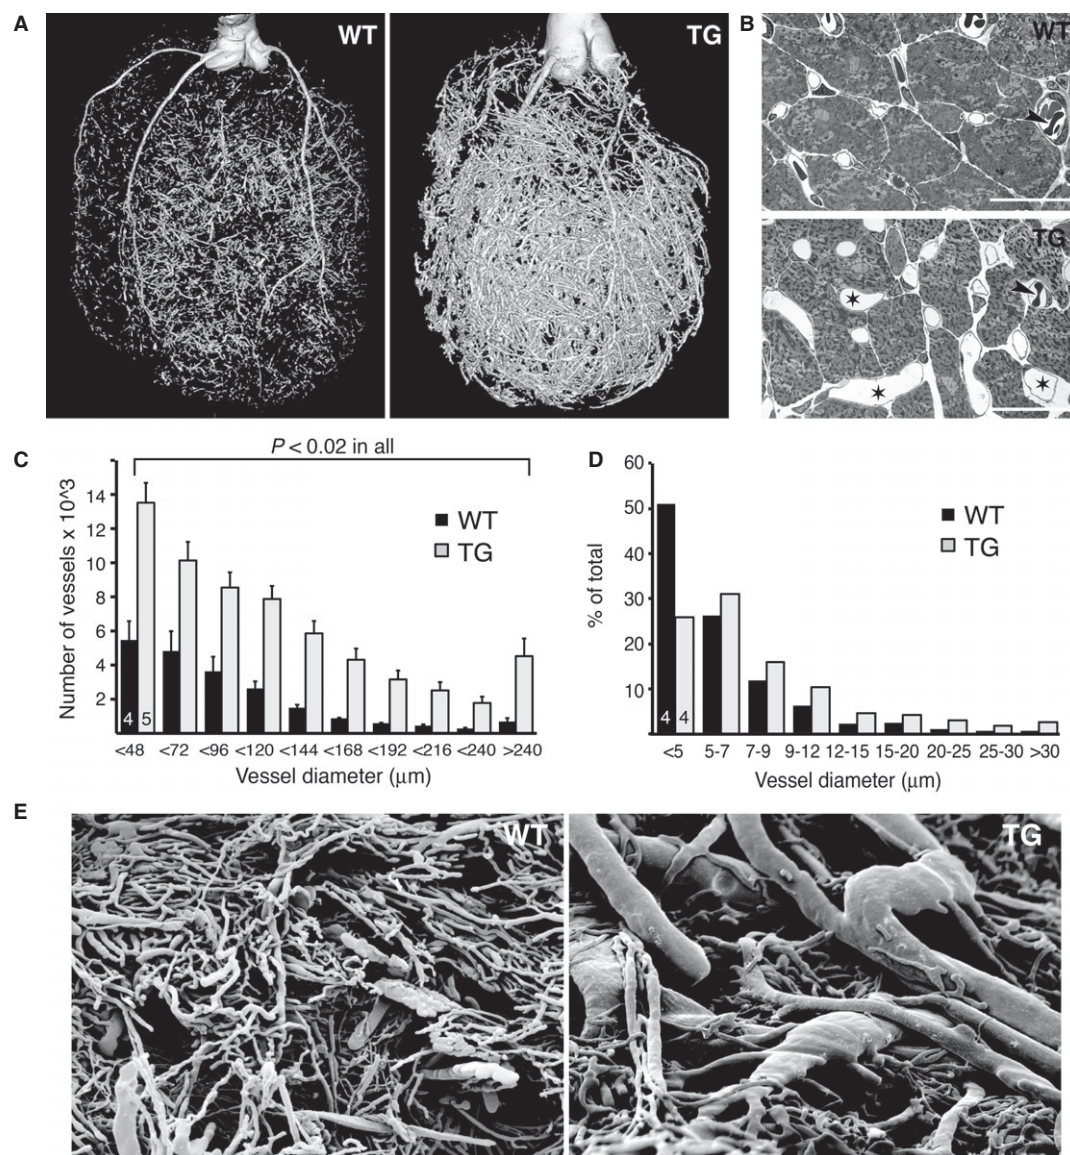 A
WT
TG
B
WT
TG
C
P < 0.02 in all
Number of vessels x 10^3
14
12
10
8
6
4
2
WT
TG
4 5
<48 <72 <96 <120 <144 <168 <192 <216 <240 >240
Vessel diameter (μm)
D
% of total
60
50
40
30
20
10
WT
TG
4 4
<5 5-7 7-9 9-12 12-15 15-20 20-25 25-30 >30
Vessel diameter (μm)
E
WT
TG